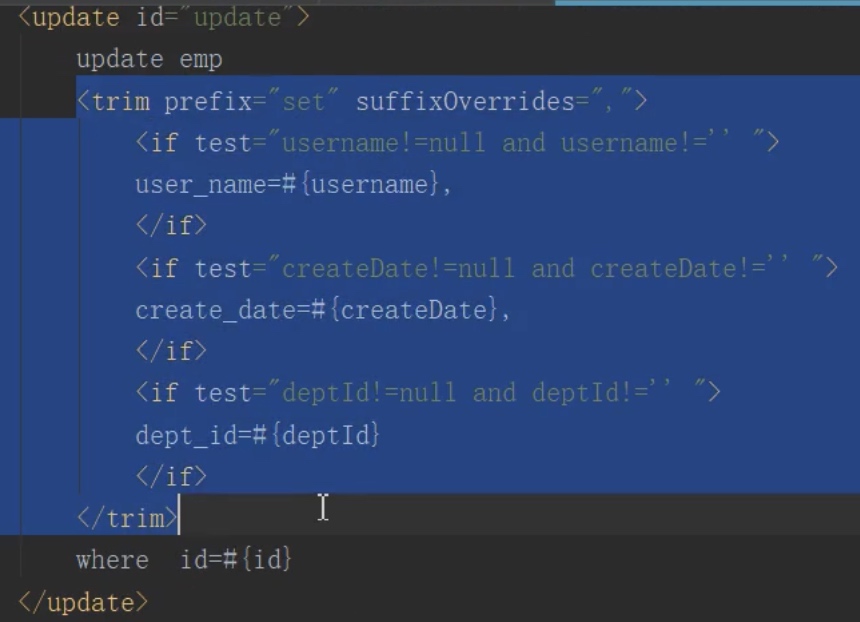 <update id="update">
update emp
<trim prefix="set" suffixOverrides=",">
<if test="username!=null and username!='' ">
user_name=#{username},
</if>
<if test="createDate!=null and createDate!='' ">
create_date=#{createDate},
</if>
<if test="deptId!=null and deptId!='' ">
dept_id=#{deptId}
</if>
</trim>
where  id=#{id}
</update>